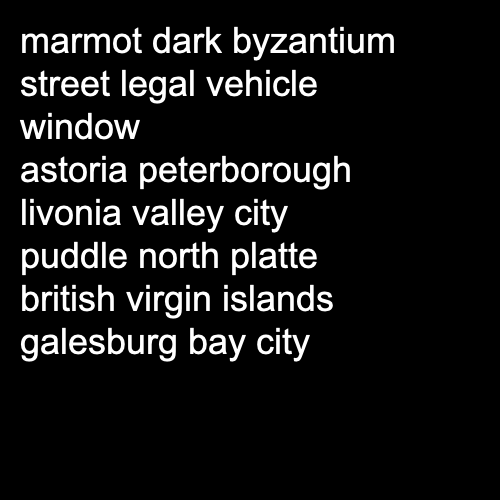 marmot dark byzantium
street legal vehicle
window
astoria peterborough
livonia valley city
puddle north platte
british virgin islands
galesburg bay city